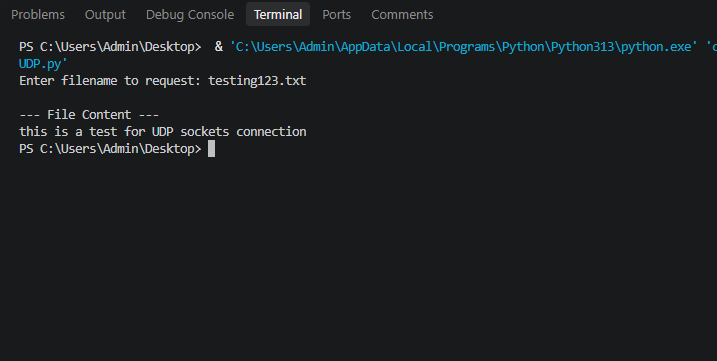 Problems Output Debug Console Terminal Ports Comments
PS C:\Users\Admin\Desktop>  & 'C:\Users\Admin\AppData\Local\Programs\Python\Python313\python.exe' 'c
UDP.py'
Enter filename to request: testing123.txt
--- File Content ---
this is a test for UDP sockets connection
PS C:\Users\Admin\Desktop>